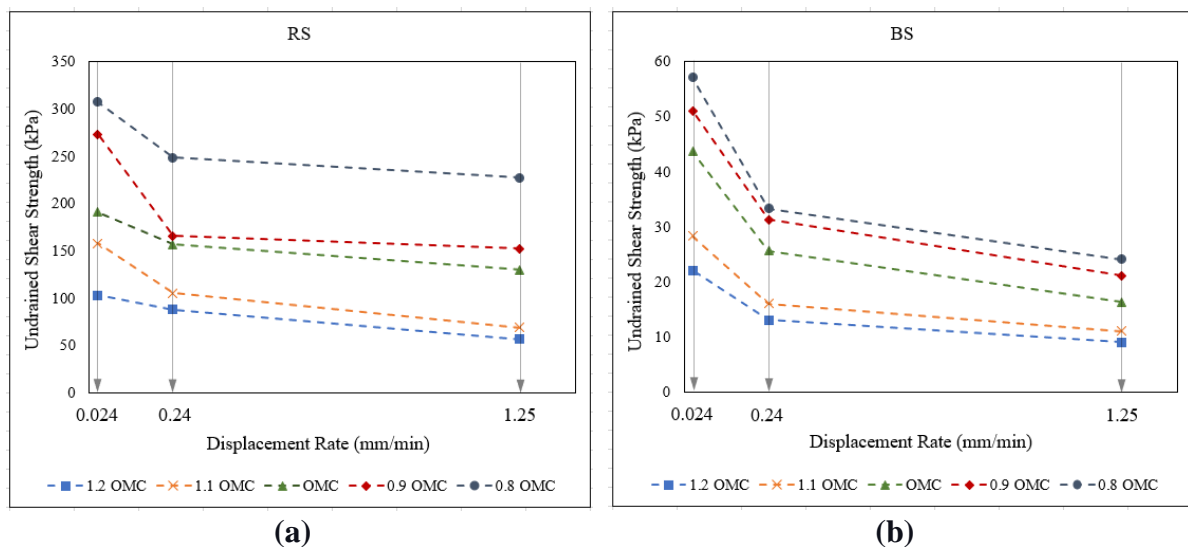 RS
350
300
250
200
150
100
50
0
Undrained Shear Strength (kPa)
0.024 0.24 1.25
Displacement Rate (mm/min)
1.2 OMC 1.1 OMC OMC 0.9 OMC 0.8 OMC
(a)
BS
60
50
40
30
20
10
0
Undrained Shear Strength (kPa)
0.024 0.24 1.25
Displacement Rate (mm/min)
1.2 OMC 1.1 OMC OMC 0.9 OMC 0.8 OMC
(b)